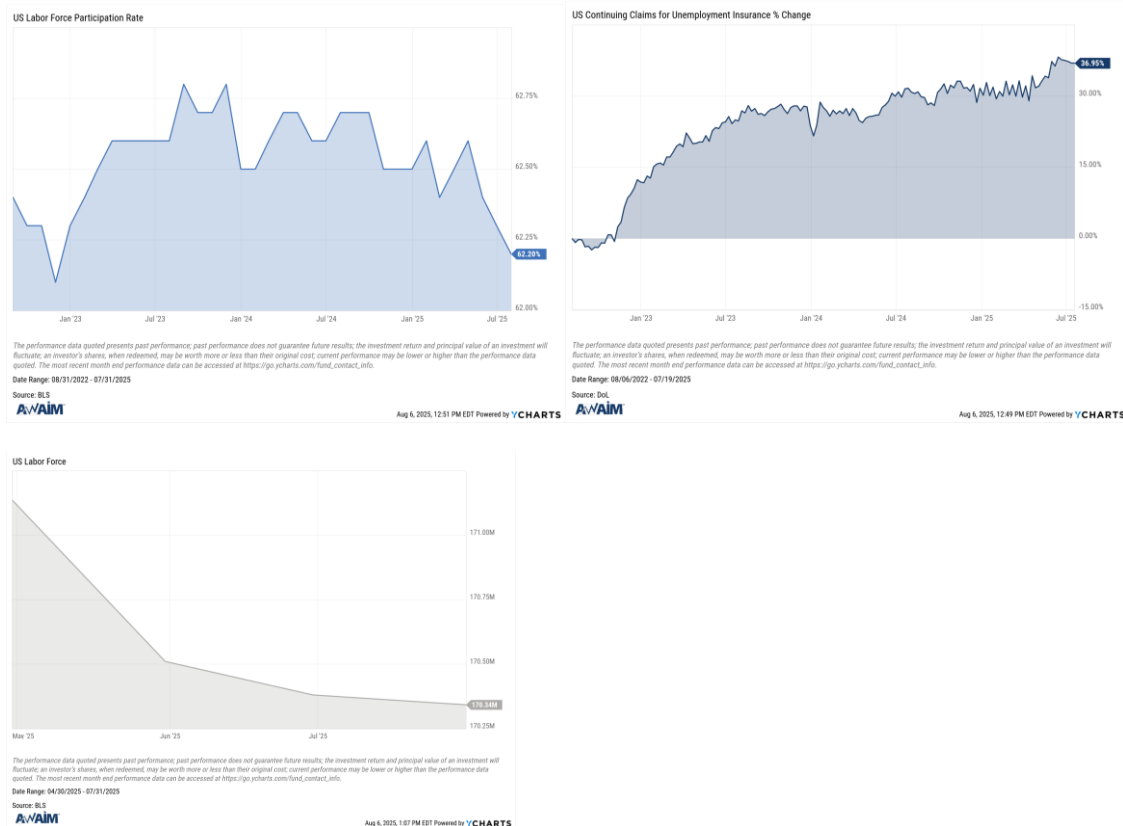 US Labor Force Participation Rate
62.75%
62.50%
62.25%
62.20%
62.00%
Jan '23
Jul '23
Jan '24
Jul '24
Jan '25
Jul '25
The performance data quoted presents past performance; past performance does not guarantee future results; the investment return and principal value of an investment will
fluctuate; an investor's shares, when redeemed, may be worth more or less than their original cost; current performance may be lower or higher than the performance data
quoted. The most recent month end performance data can be accessed at https://go.ycharts.com/fund_contact_info.
Date Range: 08/31/2022 - 07/31/2025
Source: BLS
AWAIM
Aug 6, 2025, 12:51 PM EDT Powered by YCHARTS
US Continuing Claims for Unemployment Insurance % Change
36.95%
30.00%
15.00%
0.00%
-15.00%
Jan '23
Jul '23
Jan '24
Jul '24
Jan '25
Jul '25
The performance data quoted presents past performance; past performance does not guarantee future results; the investment return and principal value of an investment will
fluctuate; an investor's shares, when redeemed, may be worth more or less than their original cost; current performance may be lower or higher than the performance data
quoted. The most recent month end performance data can be accessed at https://go.ycharts.com/fund_contact_info.
Date Range: 08/06/2022 - 07/19/2025
Source: DoL
AWAIM
Aug 6, 2025, 12:49 PM EDT Powered by YCHARTS
US Labor Force
171.00M
170.75M
170.50M
170.34M
170.25M
May '25
Jun '25
Jul '25
The performance data quoted presents past performance; past performance does not guarantee future results; the investment return and principal value of an investment will
fluctuate; an investor's shares, when redeemed, may be worth more or less than their original cost; current performance may be lower or higher than the performance data
quoted. The most recent month end performance data can be accessed at https://go.ycharts.com/fund_contact_info.
Date Range: 04/30/2025 - 07/31/2025
Source: BLS
AWAIM
Aug 6, 2025, 1:07 PM EDT Powered by YCHARTS